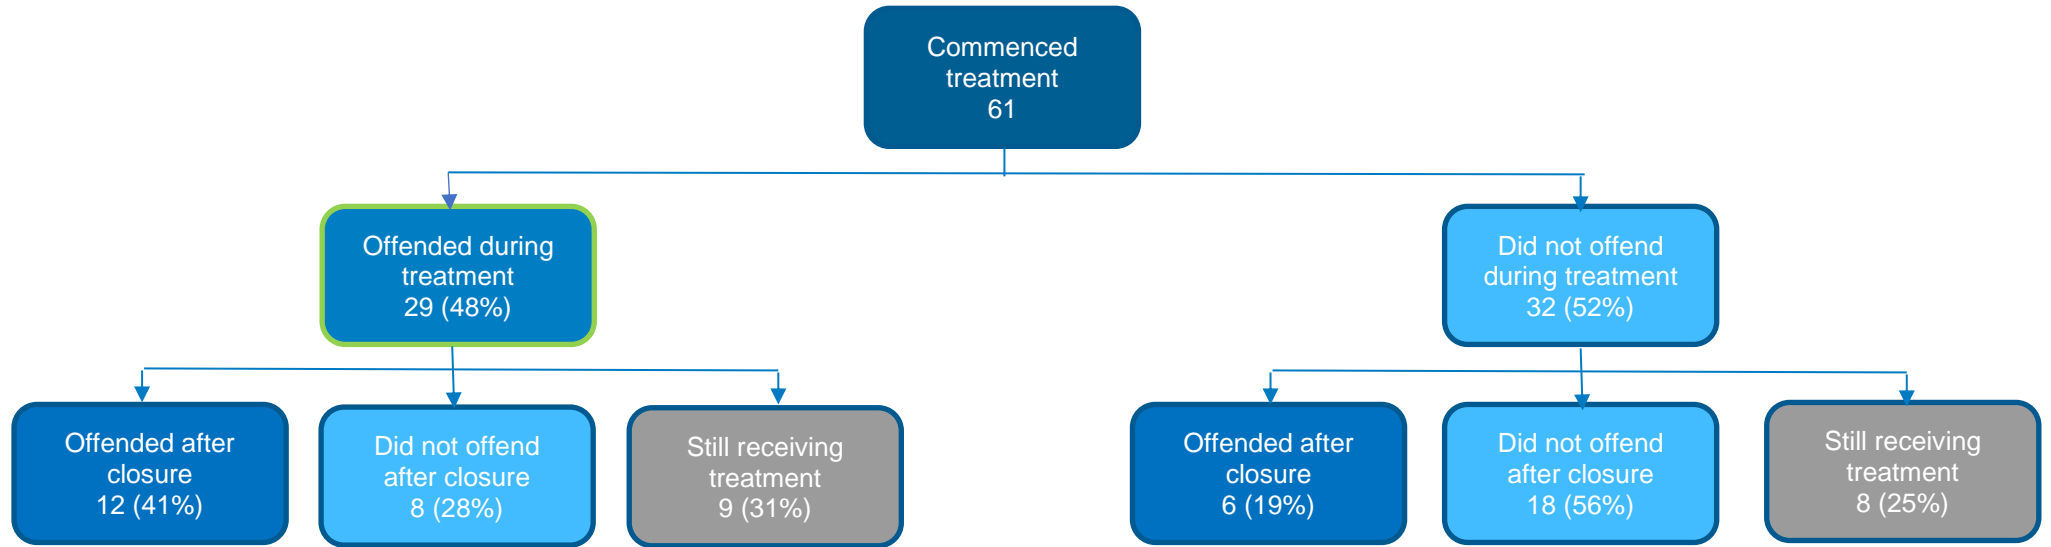 Commenced
treatment
61
Offended during
treatment
29 (48%)
Did not offend
during treatment
32 (52%)
Offended after
closure
12 (41%)
Did not offend
after closure
8 (28%)
Still receiving
treatment
9 (31%)
Offended after
closure
6 (19%)
Did not offend
after closure
18 (56%)
Still receiving
treatment
8 (25%)